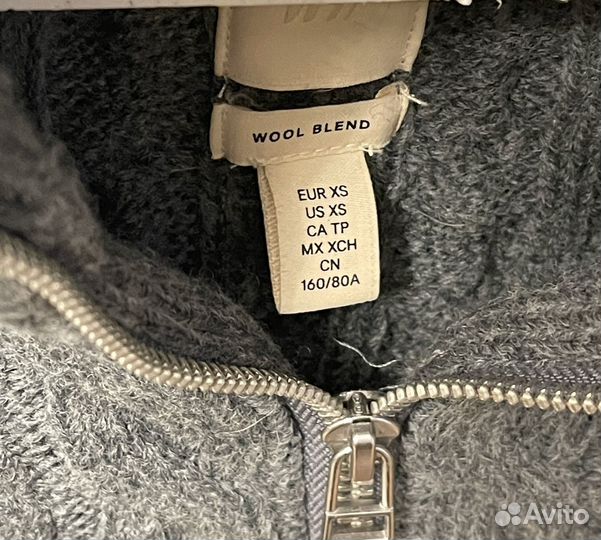 WOOL BLEND
EUR XS
US XS
CA TP
MX XCH
CN
160/80A
Avito